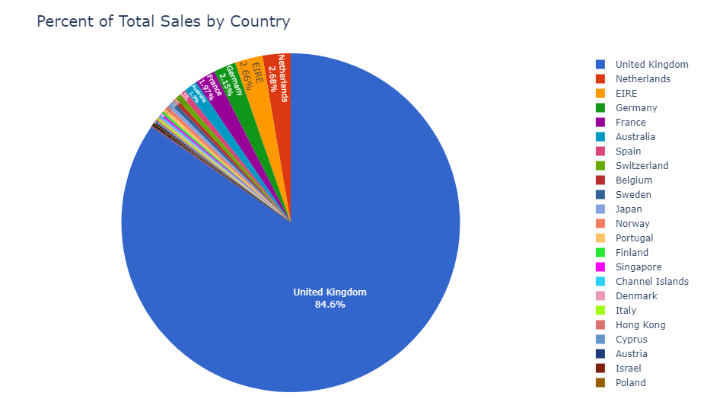 Percent of Total Sales by Country
United Kingdom
84.6%
Netherlands
2.68%
EIRE
2.66%
Germany
2.15%
France
1.97%
Australia
United Kingdom
Netherlands
EIRE
Germany
France
Australia
Spain
Switzerland
Belgium
Sweden
Japan
Norway
Portugal
Finland
Singapore
Channel Islands
Denmark
Italy
Hong Kong
Cyprus
Austria
Israel
Poland